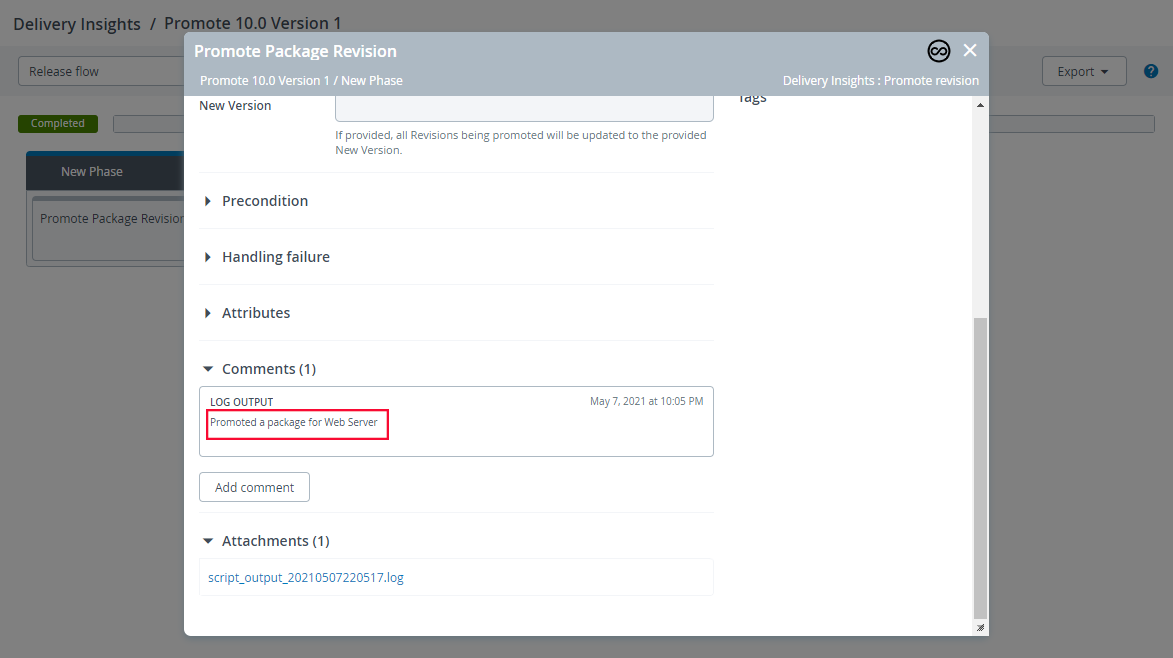 Delivery Insights / Promote 10.0 Version 1
Release flow
Export
?
Completed
New Phase
Promote Package Revision
Promote Package Revision
Promote 10.0 Version 1 / New Phase
Delivery Insights : Promote revision
New Version
Tags
If provided, all Revisions being promoted will be updated to the provided
New Version.
Precondition
Handling failure
Attributes
Comments (1)
LOG OUTPUT
May 7, 2021 at 10:05 PM
Promoted a package for Web Server
Add comment
Attachments (1)
script_output_20210507220517.log